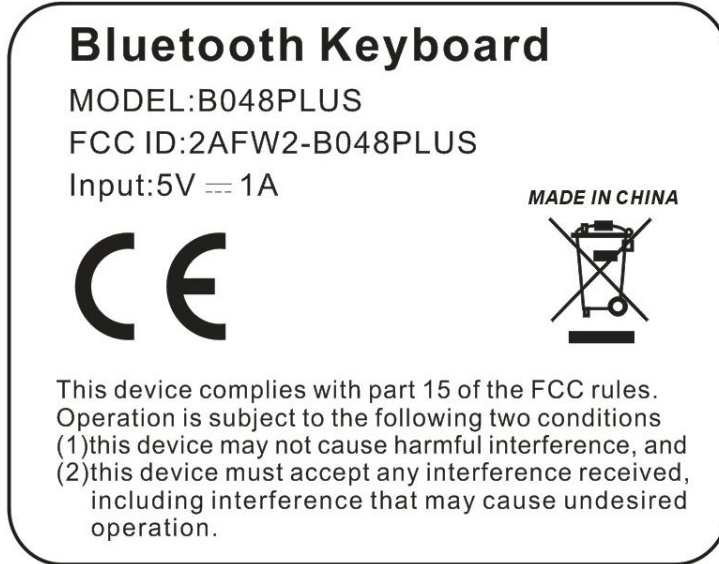 Bluetooth Keyboard
MODEL:B048PLUS
FCC ID:2AFW2-B048PLUS
Input:5V ⎓ 1A
MADE IN CHINA
CE
This device complies with part 15 of the FCC rules.
Operation is subject to the following two conditions
(1)this device may not cause harmful interference, and
(2)this device must accept any interference received,
including interference that may cause undesired
operation.